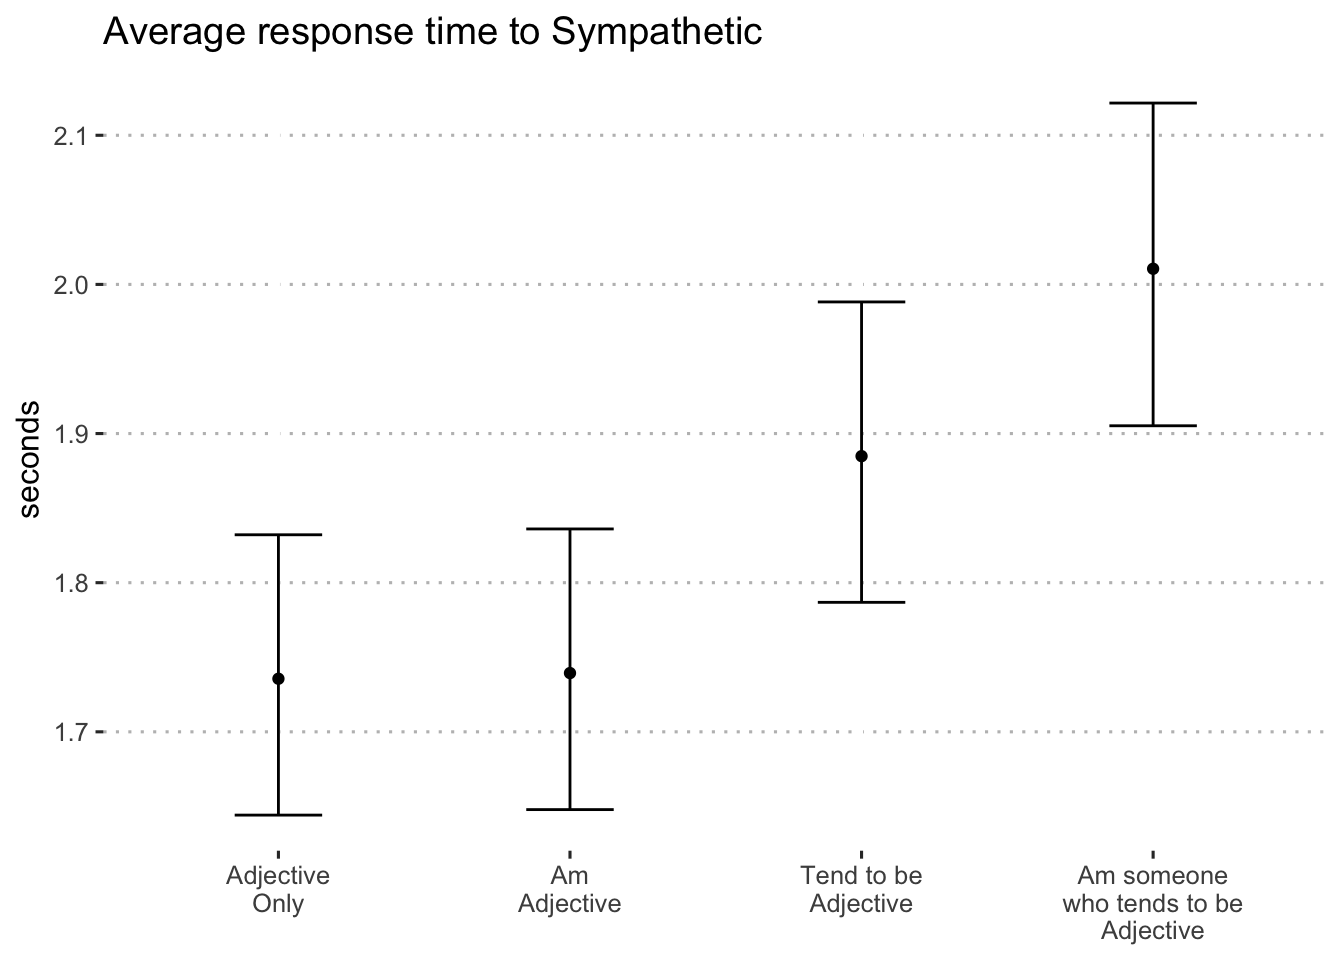 Average response time to Sympathetic
seconds
2.1
2.0
1.9
1.8
1.7
Adjective
Only
Am
Adjective
Tend to be
Adjective
Am someone
who tends to be
Adjective